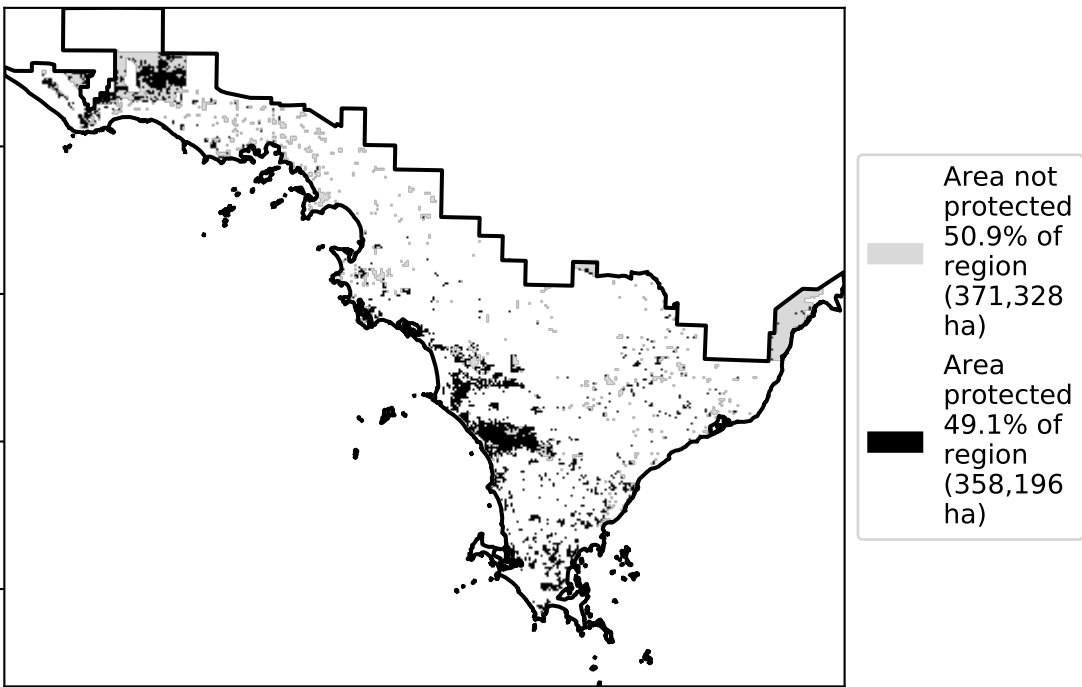 Area not
protected
50.9% of
region
(371,328
ha)
Area
protected
49.1% of
region
(358,196
ha)